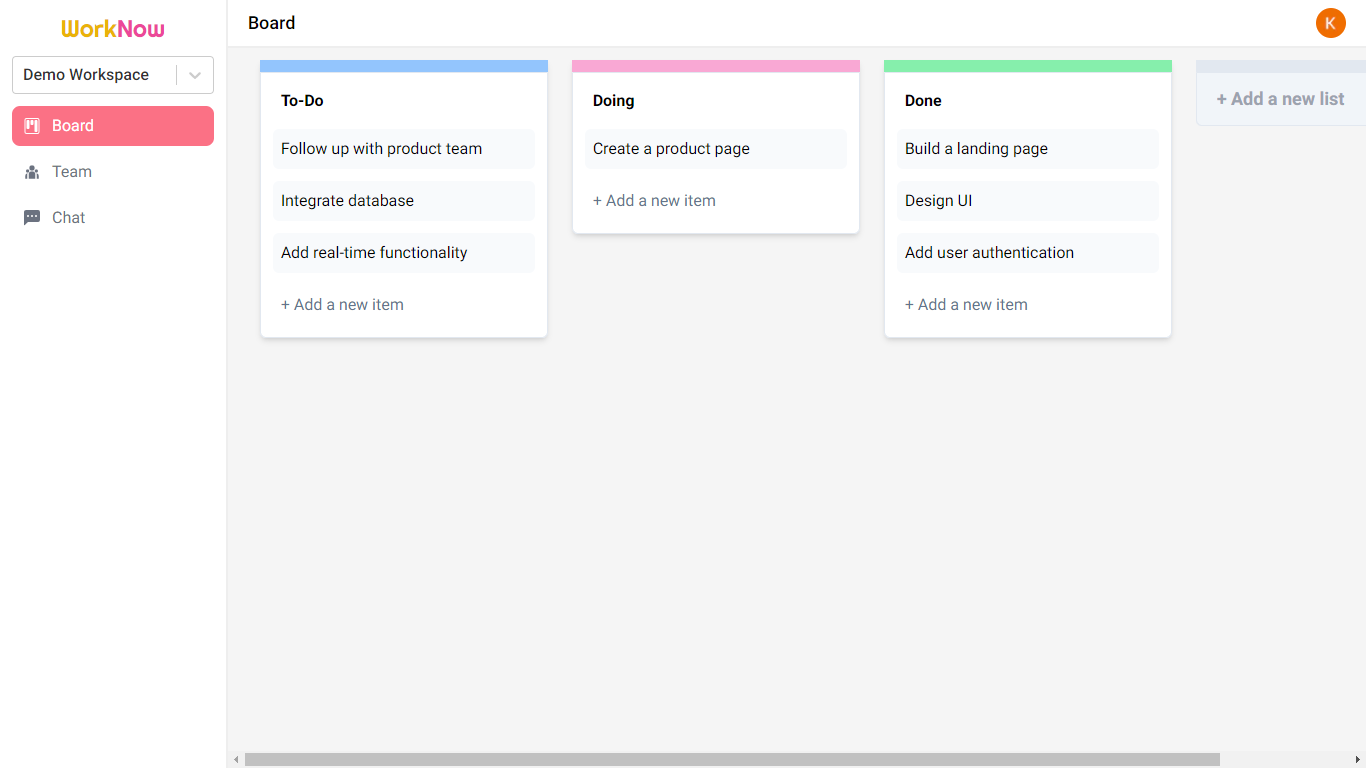 WorkNow
Demo Workspace
Board
Team
Chat
Board
K
To-Do
Follow up with product team
Integrate database
Add real-time functionality
+ Add a new item
Doing
Create a product page
+ Add a new item
Done
Build a landing page
Design UI
Add user authentication
+ Add a new item
+ Add a new list